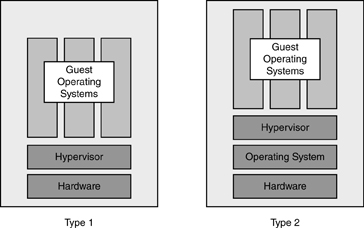 Guest
Operating
Systems
Hypervisor
Hardware
Type 1
Guest
Operating
Systems
Hypervisor
Operating System
Hardware
Type 2